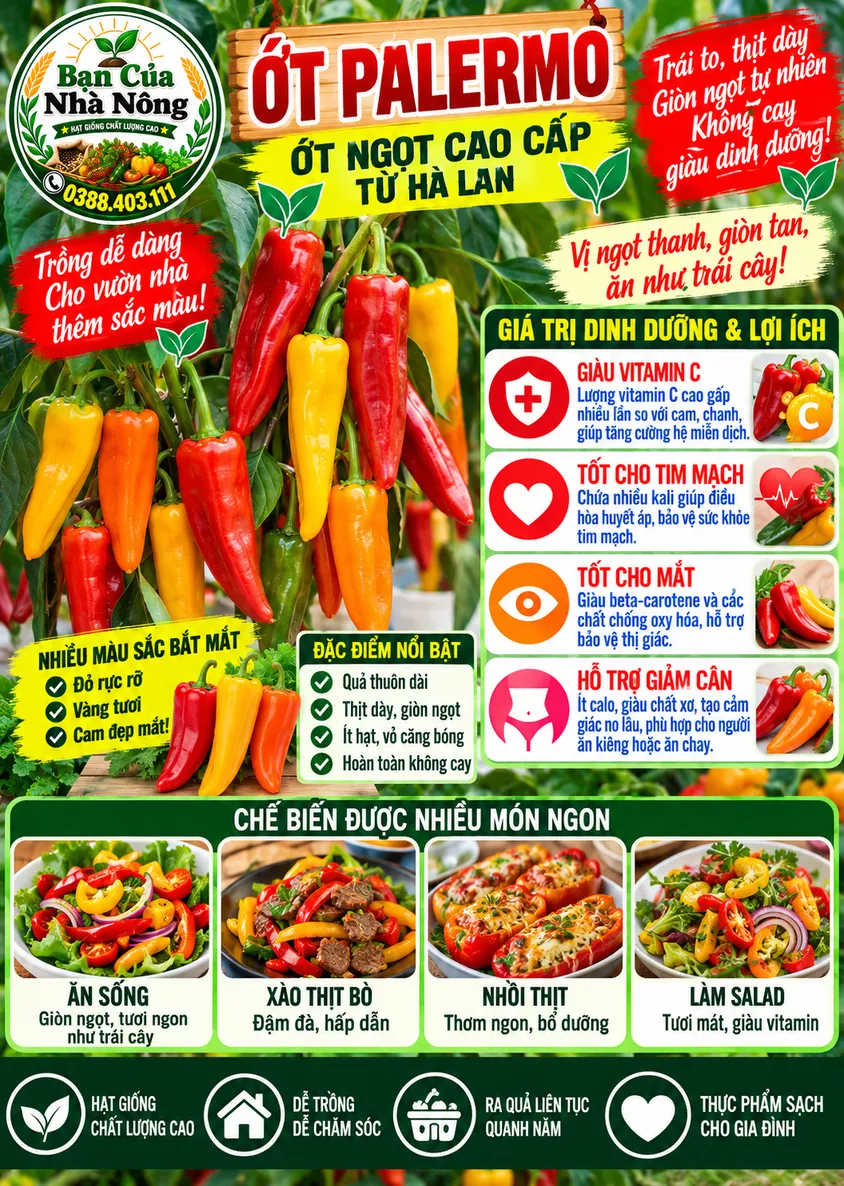 Bạn Của
Nhà Nông
HẠT GIỐNG CHẤT LƯỢNG CAO
0388.403.111
ỚT PALERMO
ỚT NGỌT CAO CẤP
TỪ HÀ LAN
Trái to, thịt dày
Giòn ngọt tự nhiên
Không cay
giàu dinh dưỡng!
Vị ngọt thanh, giòn tan,
ăn như trái cây!
Trồng dễ dàng
Cho vườn nhà
thêm sắc màu!
GIÁ TRỊ DINH DƯỠNG & LỢI ÍCH
GIÀU VITAMIN C
Lượng vitamin C cao gấp
nhiều lần so với cam, chanh,
giúp tăng cường hệ miễn dịch.
C
TỐT CHO TIM MẠCH
Chứa nhiều kali giúp điều
hòa huyết áp, bảo vệ sức khỏe
tim mạch.
TỐT CHO MẮT
Giàu beta-carotene và các
chất chống oxy hóa, hỗ trợ
bảo vệ thị giác.
HỖ TRỢ GIẢM CÂN
Ít calo, giàu chất xơ, tạo cảm
giác no lâu, phù hợp cho người
ăn kiêng hoặc ăn chay.
NHIỀU MÀU SẮC BẮT MẮT
Đỏ rực rỡ
Vàng tươi
Cam đẹp mắt!
ĐẶC ĐIỂM NỔI BẬT
Quả thuôn dài
Thịt dày, giòn ngọt
Ít hạt, vỏ căng bóng
Hoàn toàn không cay
CHẾ BIẾN ĐƯỢC NHIỀU MÓN NGON
ĂN SỐNG
Giòn ngọt, tươi ngon
như trái cây
XÀO THỊT BÒ
Đậm đà, hấp dẫn
NHỒI THỊT
Thơm ngon, bổ dưỡng
LÀM SALAD
Tươi mát, giàu vitamin
HẠT GIỐNG
CHẤT LƯỢNG CAO
DỄ TRỒNG
DỄ CHĂM SÓC
RA QUẢ LIÊN TỤC
QUANH NĂM
THỰC PHẨM SẠCH
CHO GIA ĐÌNH